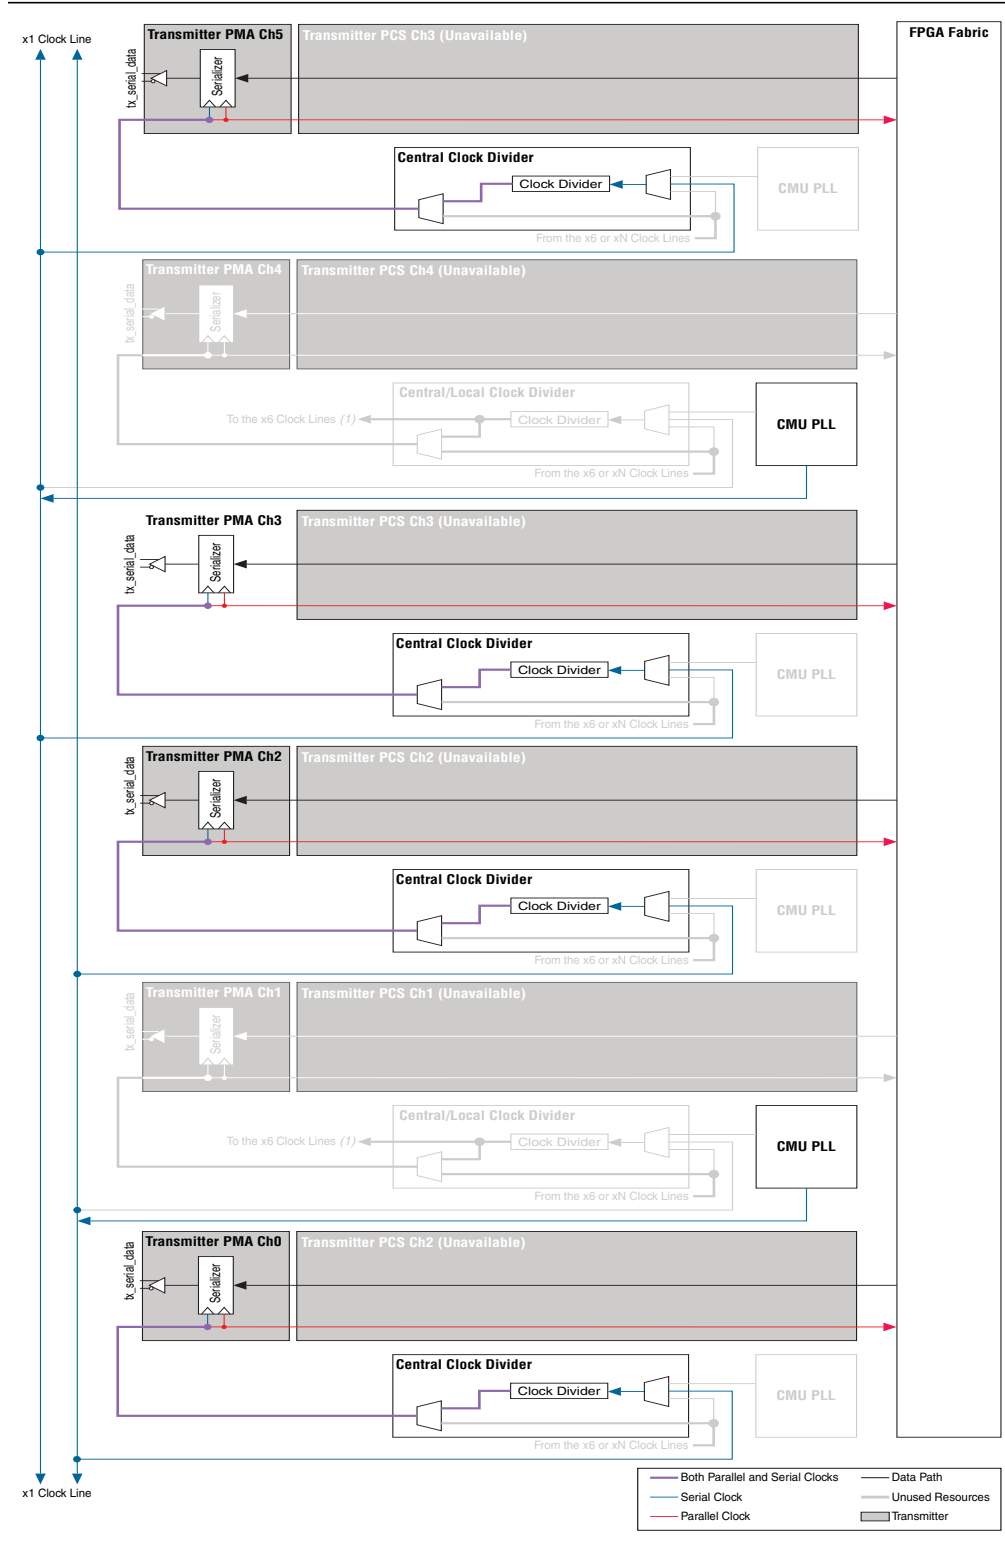 x1 Clock Line
Transmitter PMA Ch5
Transmitter PCS Ch3 (Unavailable)
FPGA Fabric
tx_serial_data
Serializer
Central Clock Divider
Clock Divider
CMU PLL
From the x6 or xN Clock Lines
Transmitter PMA Ch4
Transmitter PCS Ch4 (Unavailable)
tx_serial_data
Serializer
Central/Local Clock Divider
To the x6 Clock Lines (1)
Clock Divider
CMU PLL
From the x6 or xN Clock Lines
Transmitter PMA Ch3
Transmitter PCS Ch3 (Unavailable)
tx_serial_data
Serializer
Central Clock Divider
Clock Divider
CMU PLL
From the x6 or xN Clock Lines
Transmitter PMA Ch2
Transmitter PCS Ch2 (Unavailable)
tx_serial_data
Serializer
Central Clock Divider
Clock Divider
CMU PLL
From the x6 or xN Clock Lines
Transmitter PMA Ch1
Transmitter PCS Ch1 (Unavailable)
tx_serial_data
Serializer
Central/Local Clock Divider
To the x6 Clock Lines (1)
Clock Divider
CMU PLL
From the x6 or xN Clock Lines
Transmitter PMA Ch0
Transmitter PCS Ch2 (Unavailable)
tx_serial_data
Serializer
Central Clock Divider
Clock Divider
CMU PLL
From the x6 or xN Clock Lines
x1 Clock Line
Both Parallel and Serial Clocks
Serial Clock
Parallel Clock
Data Path
Unused Resources
Transmitter